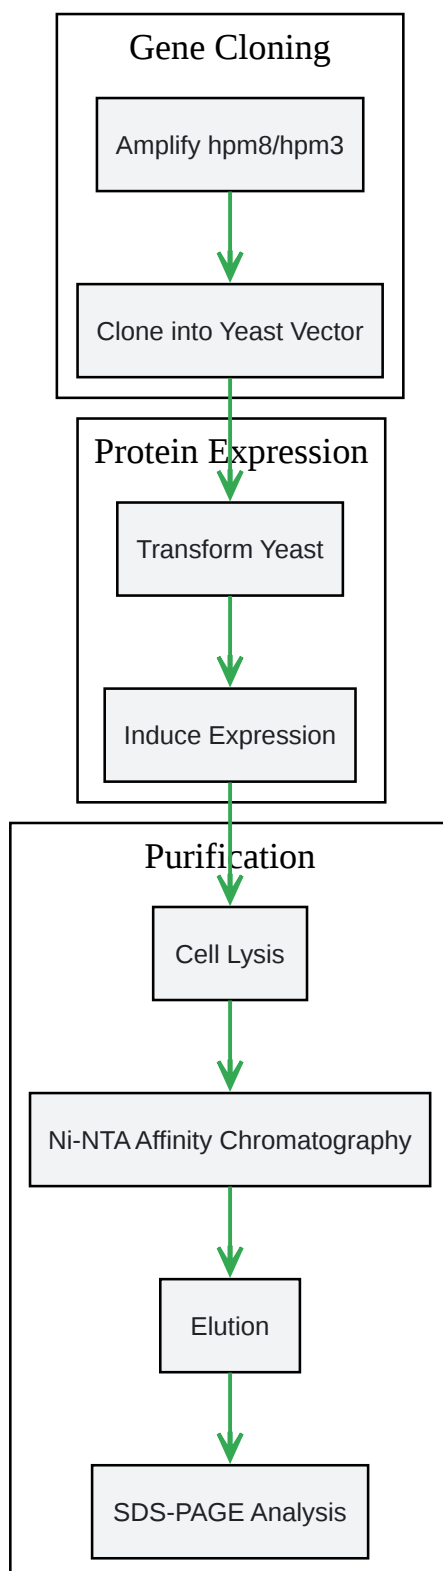 Gene Cloning
Amplify hpm8/hpm3
Clone into Yeast Vector
Protein Expression
Transform Yeast
Induce Expression
Purification
Cell Lysis
Ni-NTA Affinity Chromatography
Elution
SDS-PAGE Analysis